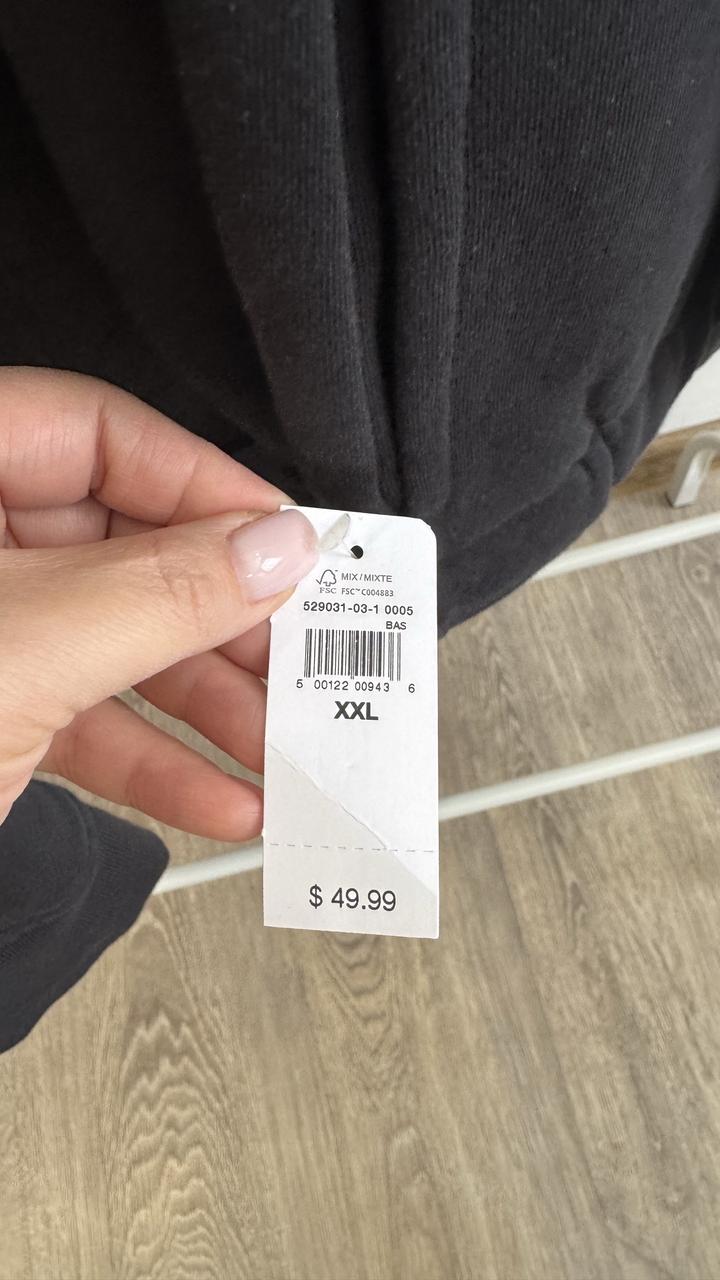 MIX/MIXTE
FSC FSC™ C004883
529031-03-1 0005
BAS
5 00122 00943 6
XXL
$ 49.99